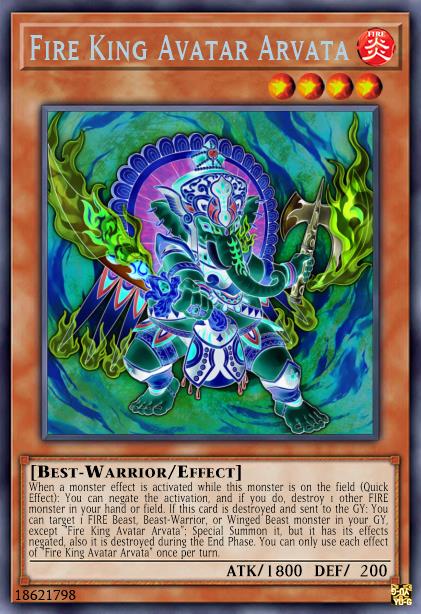 FIRE KING AVATAR ARVATA
FIRE
炎
[BEST-WARRIOR/EFFECT]
When a monster effect is activated while this monster is on the field (Quick
Effect): You can negate the activation, and if you do, destroy 1 other FIRE
monster in your hand or field. If this card is destroyed and sent to the GY: You
can target 1 FIRE Beast, Beast-Warrior, or Winged Beast monster in your GY,
except "Fire King Avatar Arvata"; Special Summon it, but it has its effects
negated, also it is destroyed during the End Phase. You can only use each effect
of "Fire King Avatar Arvata" once per turn.
ATK/1800 DEF/ 200
18621798